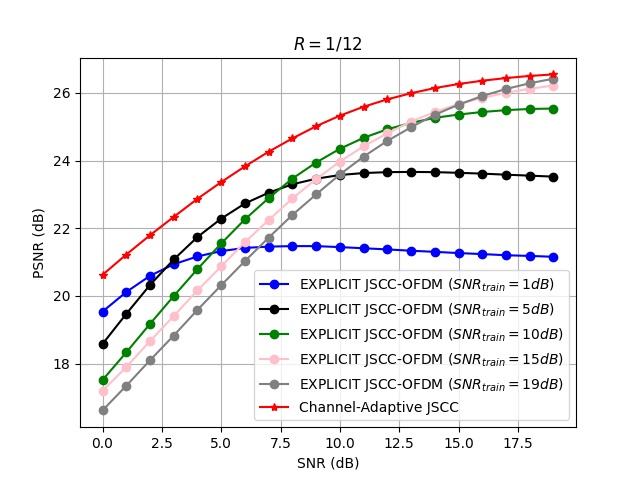 R = 1/12
PSNR (dB)
26
24
22
20
18
EXPLICIT JSCC-OFDM (SNR_train = 1dB)
EXPLICIT JSCC-OFDM (SNR_train = 5dB)
EXPLICIT JSCC-OFDM (SNR_train = 10dB)
EXPLICIT JSCC-OFDM (SNR_train = 15dB)
EXPLICIT JSCC-OFDM (SNR_train = 19dB)
Channel-Adaptive JSCC
0.0 2.5 5.0 7.5 10.0 12.5 15.0 17.5
SNR (dB)